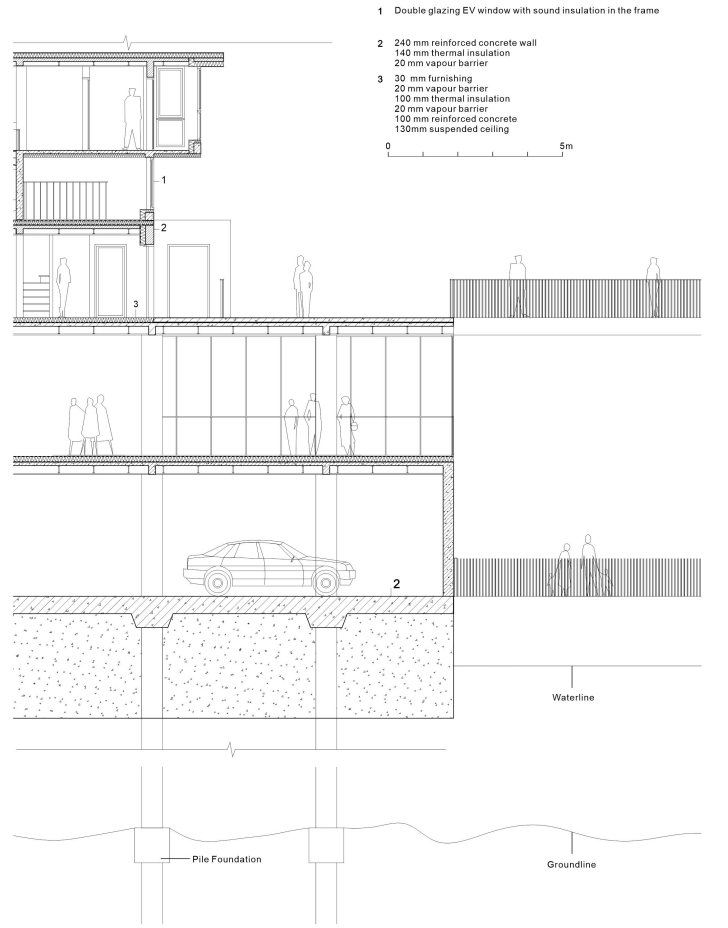 1 Double glazing EV window with sound insulation in the frame
2 240 mm reinforced concrete wall
140 mm thermal insulation
20 mm vapour barrier
3 30 mm furnishing
20 mm vapour barrier
100 mm thermal insulation
20 mm vapour barrier
100 mm reinforced concrete
130mm suspended ceiling
0 5m
1
2
3
2
Waterline
Pile Foundation
Groundline